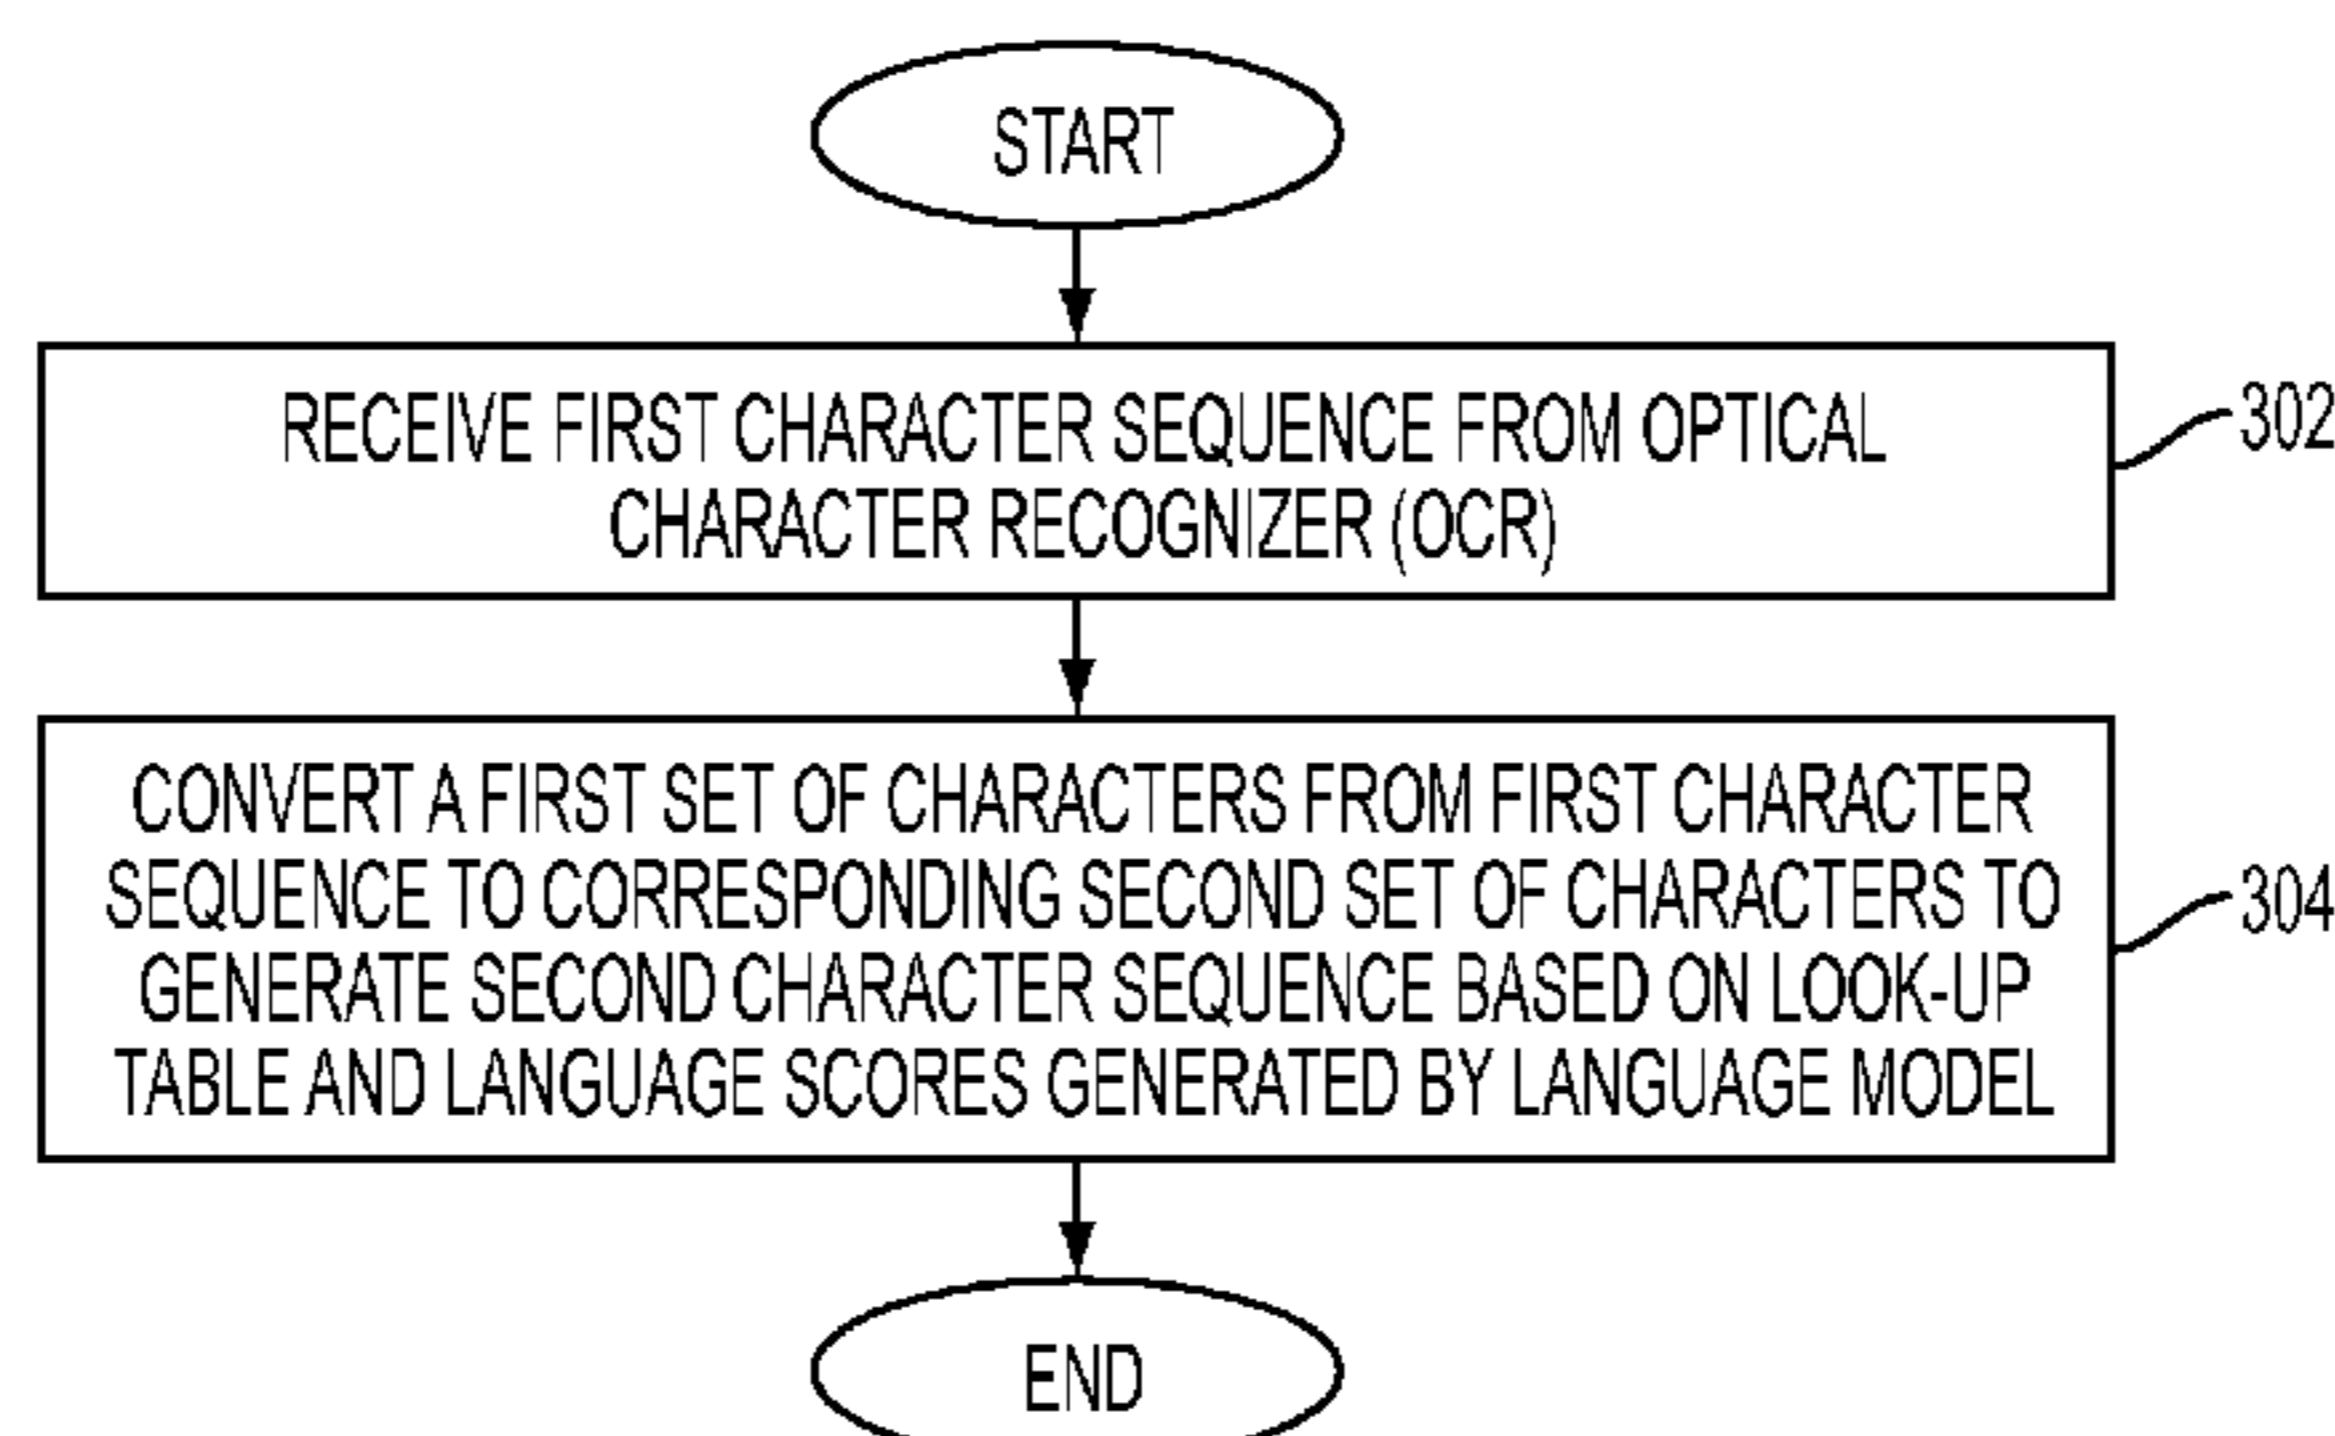 START
RECEIVE FIRST CHARACTER SEQUENCE FROM OPTICAL
CHARACTER RECOGNIZER (OCR)
302
CONVERT A FIRST SET OF CHARACTERS FROM FIRST CHARACTER
SEQUENCE TO CORRESPONDING SECOND SET OF CHARACTERS TO
GENERATE SECOND CHARACTER SEQUENCE BASED ON LOOK-UP
TABLE AND LANGUAGE SCORES GENERATED BY LANGUAGE MODEL
304
END